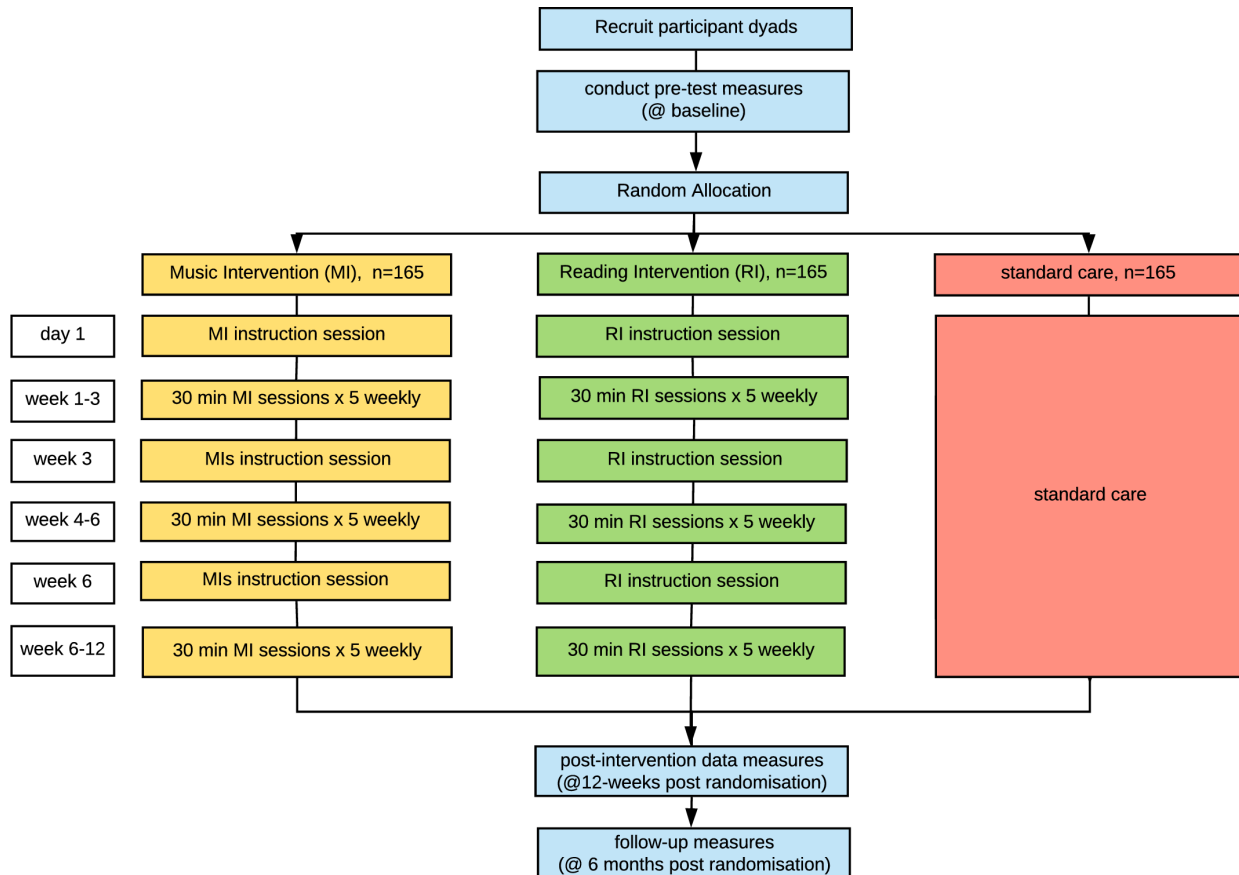 Recruit participant dyads
conduct pre-test measures
(@ baseline)
Random Allocation
Music Intervention (MI),  n=165
Reading Intervention (RI), n=165
standard care, n=165
day 1
MI instruction session
RI instruction session
week 1-3
30 min MI sessions x 5 weekly
30 min RI sessions x 5 weekly
week 3
MIs instruction session
RI instruction session
standard care
week 4-6
30 min MI sessions x 5 weekly
30 min RI sessions x 5 weekly
week 6
MIs instruction session
RI instruction session
week 6-12
30 min MI sessions x 5 weekly
30 min RI sessions x 5 weekly
post-intervention data measures
(@12-weeks post randomisation)
follow-up measures
(@ 6 months post randomisation)